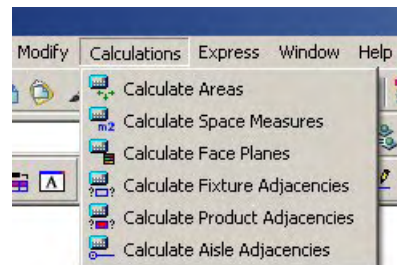 Modify Calculations Express Window Help
A
Calculate Areas
m2 Calculate Space Measures
Calculate Face Planes
?? Calculate Fixture Adjacencies
?? Calculate Product Adjacencies
Calculate Aisle Adjacencies